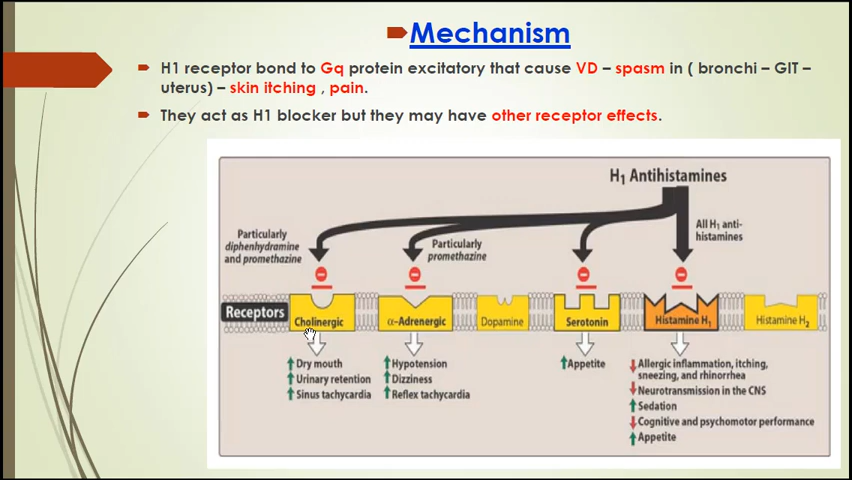 Mechanism
H1 receptor bond to Gq protein excitatory that cause VD – spasm in ( bronchi – GIT –
uterus) – skin itching , pain.
They act as H1 blocker but they may have other receptor effects.
H₁ Antihistamines
Particularly
diphenhydramine
and promethazine
Particularly
promethazine
All H₁ anti-
histamines
Receptors
Cholinergic
α-Adrenergic
Dopamine
Serotonin
Histamine H₁
Histamine H₂
↑Dry mouth
↑Urinary retention
↑Sinus tachycardia
↑Hypotension
↑Dizziness
↑Reflex tachycardia
↑Appetite
↓Allergic inflammation, itching,
sneezing, and rhinorrhea
↓Neurotransmission in the CNS
↑Sedation
↓Cognitive and psychomotor performance
↑Appetite